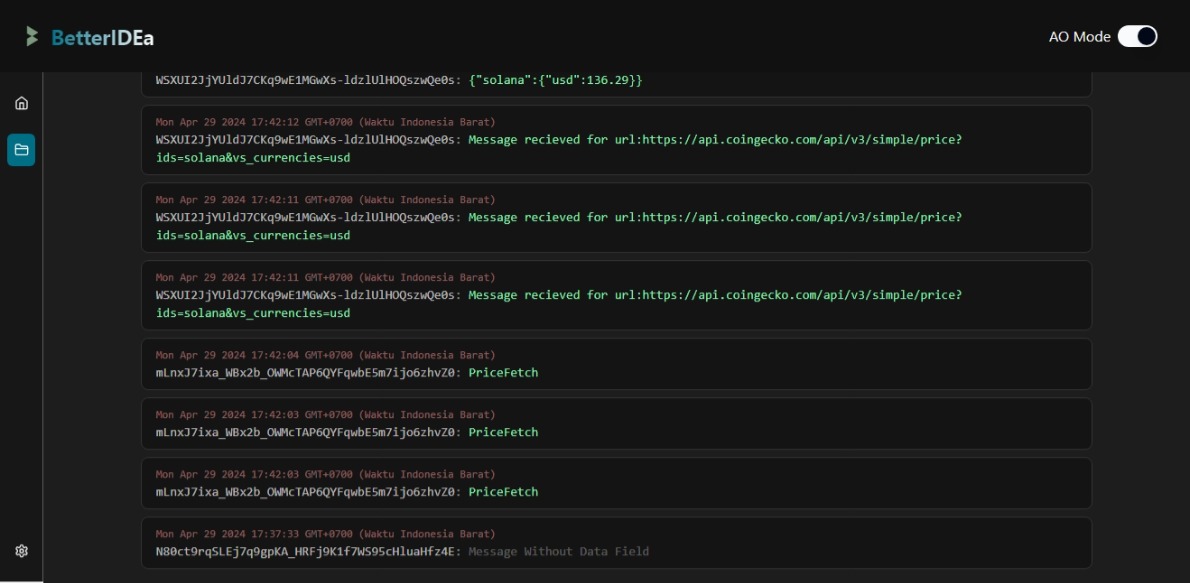 BetterIDEa
AO Mode
WSXUI2JjYUldJ7CKq9wE1MGwXs-ldzlUlHOQszwQe0s: {"solana":{"usd":136.29}}
Mon Apr 29 2024 17:42:12 GMT+0700 (Waktu Indonesia Barat)
WSXUI2JjYUldJ7CKq9wE1MGwXs-ldzlUlHOQszwQe0s: Message recieved for url:https://api.coingecko.com/api/v3/simple/price?
ids=solana&vs_currencies=usd
Mon Apr 29 2024 17:42:11 GMT+0700 (Waktu Indonesia Barat)
WSXUI2JjYUldJ7CKq9wE1MGwXs-ldzlUlHOQszwQe0s: Message recieved for url:https://api.coingecko.com/api/v3/simple/price?
ids=solana&vs_currencies=usd
Mon Apr 29 2024 17:42:11 GMT+0700 (Waktu Indonesia Barat)
WSXUI2JjYUldJ7CKq9wE1MGwXs-ldzlUlHOQszwQe0s: Message recieved for url:https://api.coingecko.com/api/v3/simple/price?
ids=solana&vs_currencies=usd
Mon Apr 29 2024 17:42:04 GMT+0700 (Waktu Indonesia Barat)
mLnxJ7ixa_WBx2b_OWMcTAP6QYFqwbE5m7ijo6zhvZ0: PriceFetch
Mon Apr 29 2024 17:42:03 GMT+0700 (Waktu Indonesia Barat)
mLnxJ7ixa_WBx2b_OWMcTAP6QYFqwbE5m7ijo6zhvZ0: PriceFetch
Mon Apr 29 2024 17:42:03 GMT+0700 (Waktu Indonesia Barat)
mLnxJ7ixa_WBx2b_OWMcTAP6QYFqwbE5m7ijo6zhvZ0: PriceFetch
Mon Apr 29 2024 17:37:33 GMT+0700 (Waktu Indonesia Barat)
N80ct9rqSLEj7q9gpKA_HRFj9K1f7WS95cHluaHfz4E: Message Without Data Field